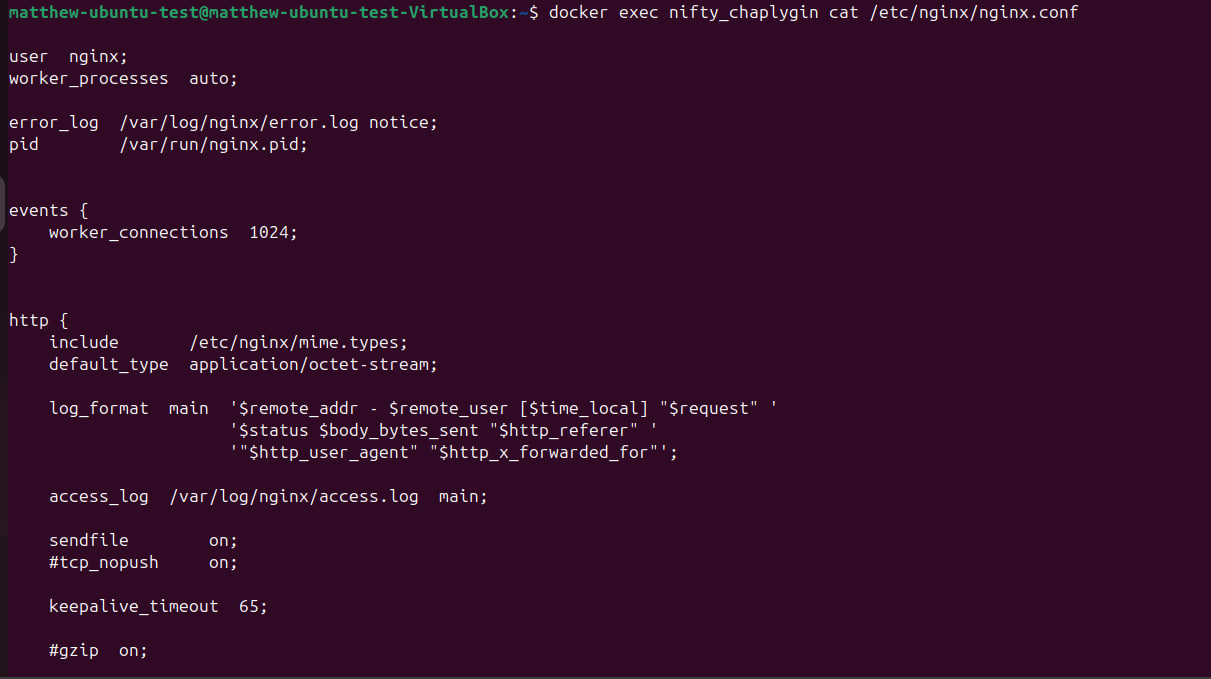 matthew-ubuntu-test@matthew-ubuntu-test-VirtualBox:~$ docker exec nifty_chaplygin cat /etc/nginx/nginx.conf
user  nginx;
worker_processes  auto;
error_log  /var/log/nginx/error.log notice;
pid        /var/run/nginx.pid;
events {
    worker_connections  1024;
}
http {
    include       /etc/nginx/mime.types;
    default_type  application/octet-stream;
    log_format  main  '$remote_addr - $remote_user [$time_local] "$request" '
                      '$status $body_bytes_sent "$http_referer" '
                      '"$http_user_agent" "$http_x_forwarded_for"';
    access_log  /var/log/nginx/access.log  main;
    sendfile        on;
    #tcp_nopush     on;
    keepalive_timeout  65;
    #gzip  on;